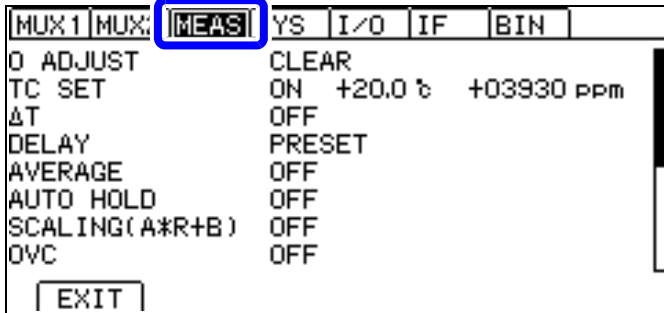 MUX1 MUX2 MEAS YS I/O IF BIN
0 ADJUST CLEAR
TC SET ON +20.0 ℃ +03930 ppm
ΔT OFF
DELAY PRESET
AVERAGE OFF
AUTO HOLD OFF
SCALING(A*R+B) OFF
OVC OFF
EXIT